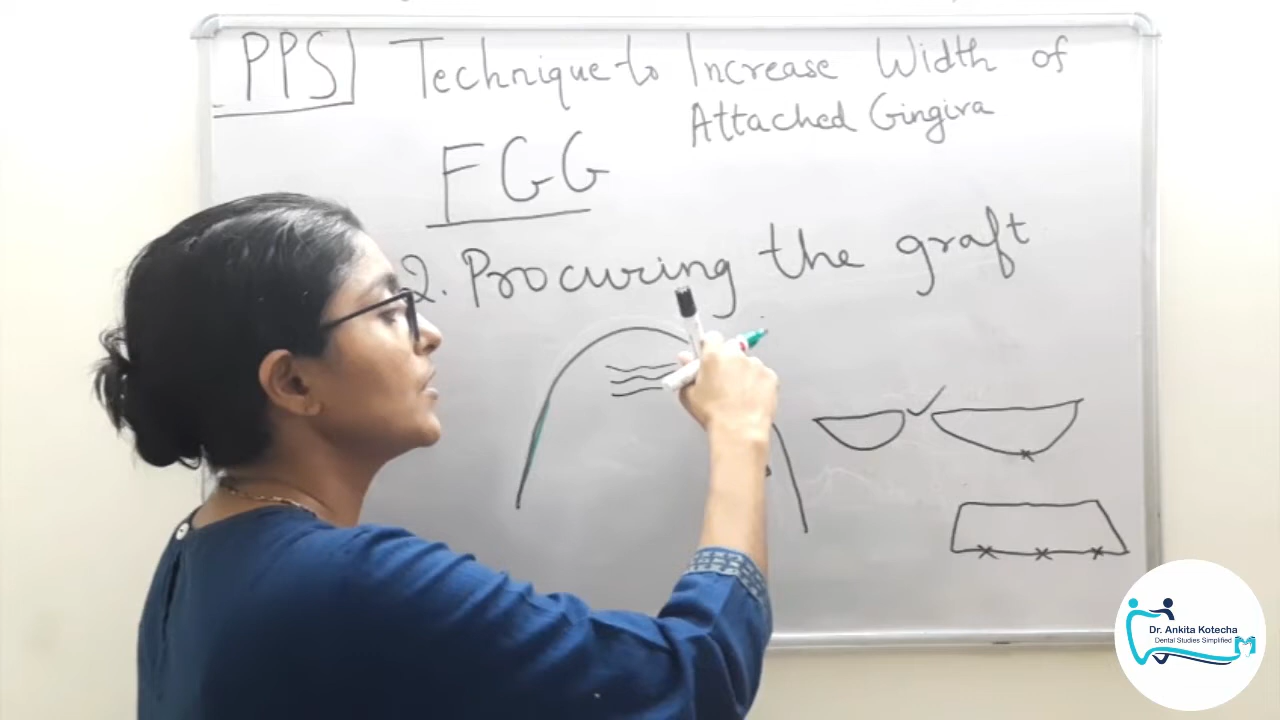 PPS Technique to Increase Width of
Attached Gingiva
FGG
2. Procuring the graft
Dr. Ankita Kotecha
Dental Studies Simplified